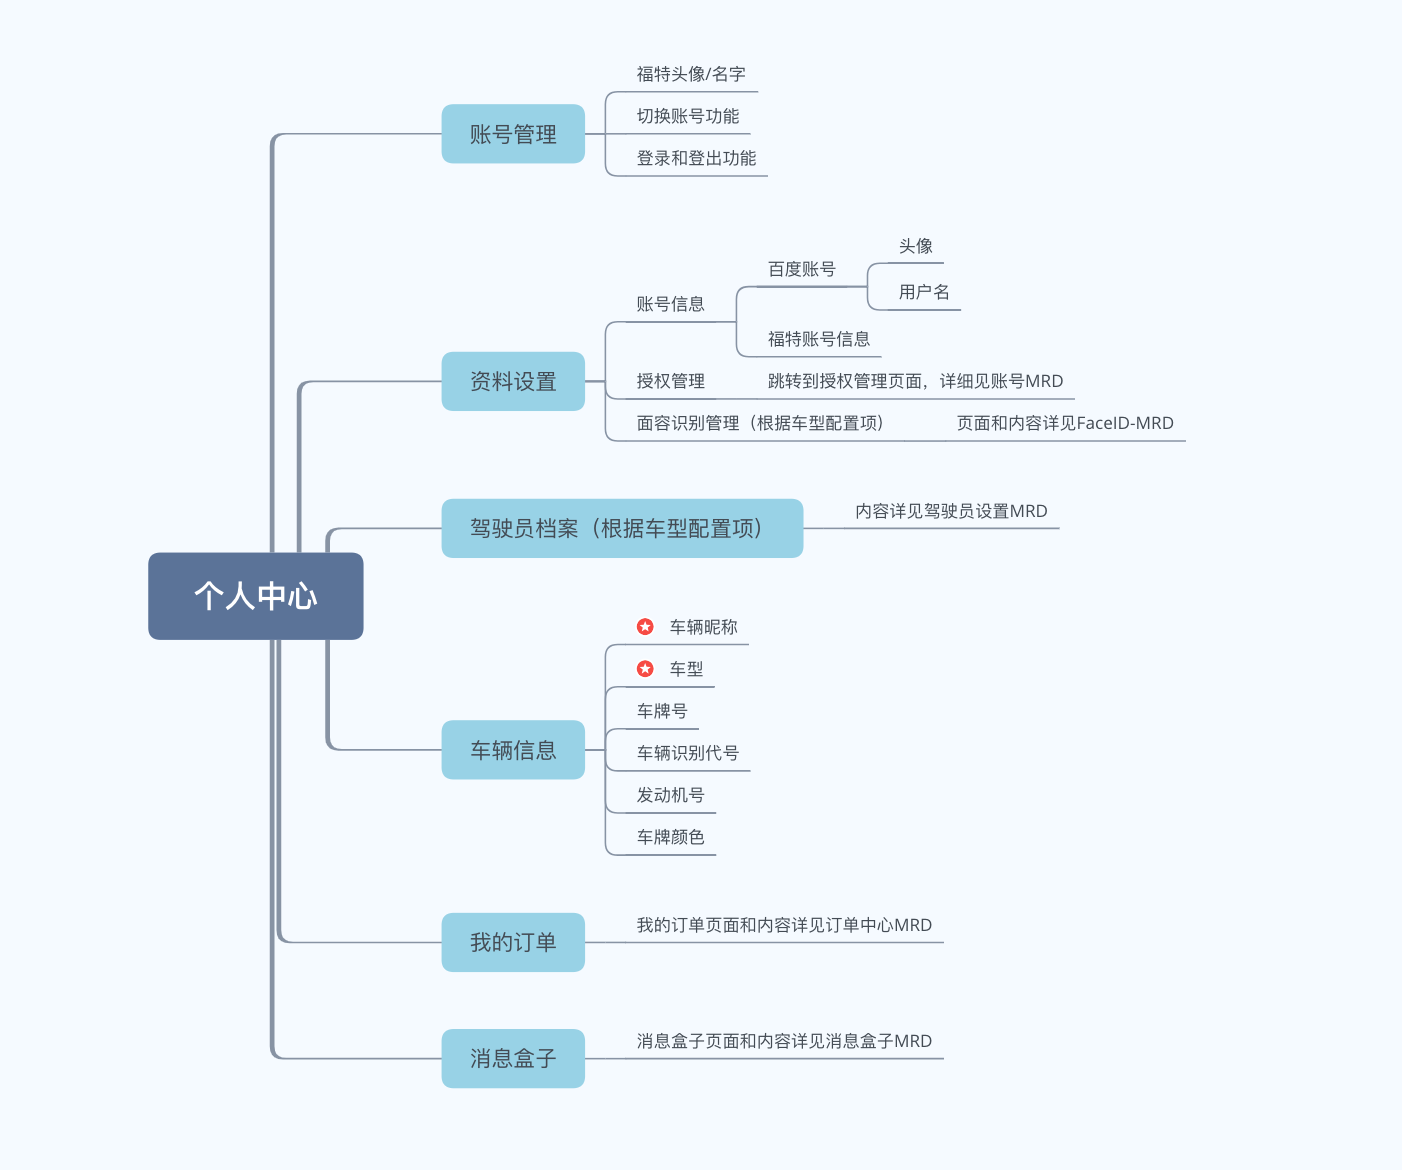 福特头像/名字
切换账号功能
账号管理
登录和登出功能
头像
百度账号
用户名
账号信息
福特账号信息
资料设置
授权管理
跳转到授权管理页面，详细见账号MRD
面容识别管理（根据车型配置项）
页面和内容详见FaceID-MRD
驾驶员档案（根据车型配置项）
内容详见驾驶员设置MRD
个人中心
车辆昵称
车型
车牌号
车辆信息
车辆识别代号
发动机号
车牌颜色
我的订单
我的订单页面和内容详见订单中心MRD
消息盒子
消息盒子页面和内容详见消息盒子MRD